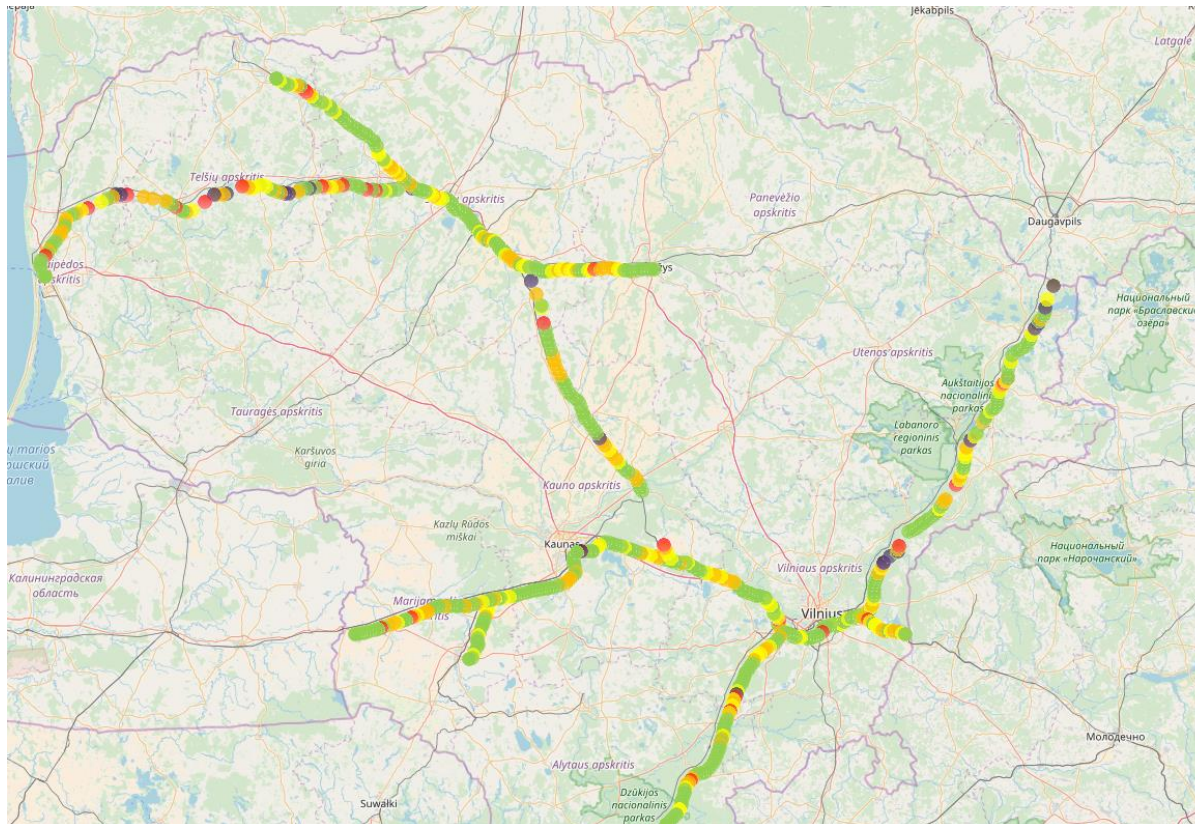 Jēkabpils
Latgale
Telšių apskritis
Panevėžio
apskritis
Daugavpils
Национальный
парк «Браславские
озёра»
Utenos apskritis
Aukštaitijos
nacionalinis
parkas
Labanoro
regioninis
parkas
Tauragės apskritis
Karšuvos
giria
Kauno apskritis
Kazlų Rūdos
miškai
Kaunas
Национальный
парк «Нарочанский»
Калининградская
область
Vilniaus apskritis
Vilnius
Молодечно
Alytaus apskritis
Suwałki
Dzūkijos
nacionalinis
parkas